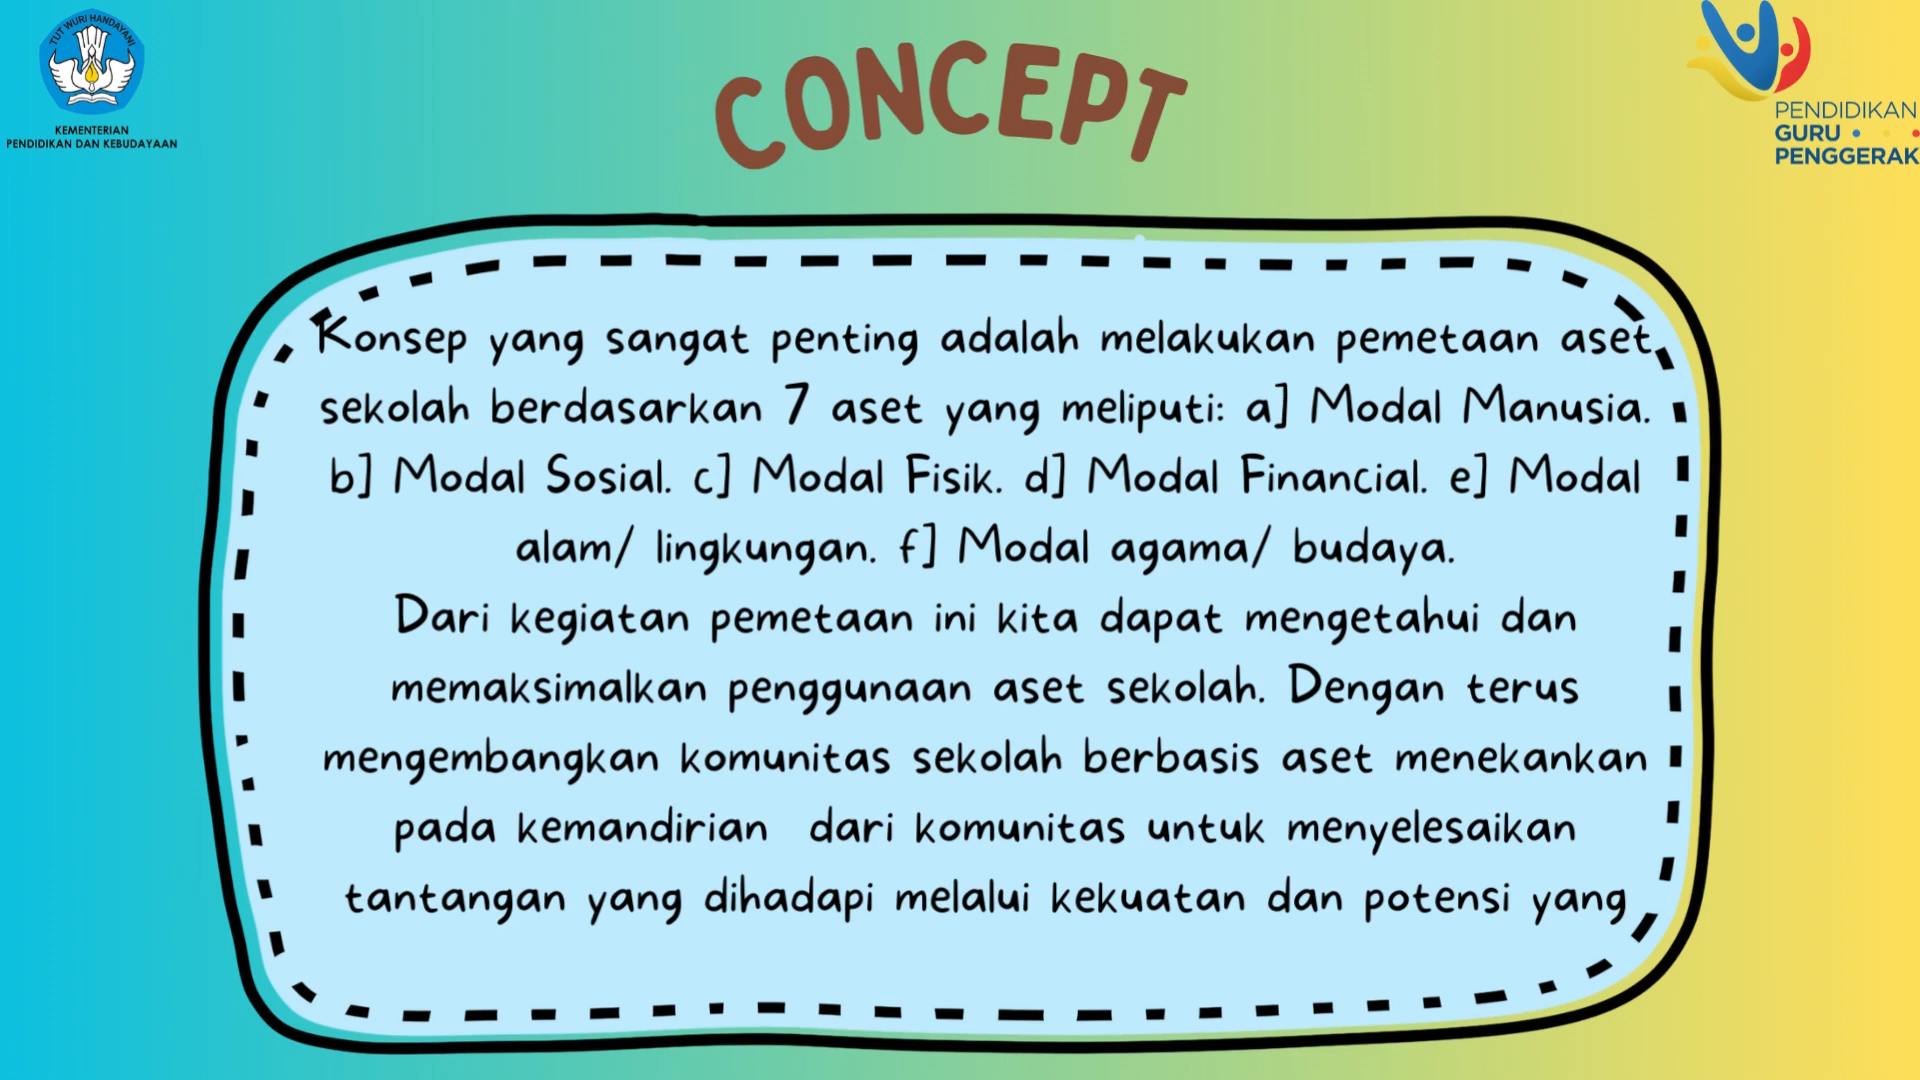 TUT WURI HANDAYANI
KEMENTERIAN
PENDIDIKAN DAN KEBUDAYAAN
CONCEPT
PENDIDIKAN
GURU
PENGGERAK
Konsep yang sangat penting adalah melakukan pemetaan aset
sekolah berdasarkan 7 aset yang meliputi: a] Modal Manusia.
b] Modal Sosial. c] Modal Fisik. d] Modal Financial. e] Modal
alam/ lingkungan. f] Modal agama/ budaya.
Dari kegiatan pemetaan ini kita dapat mengetahui dan
memaksimalkan penggunaan aset sekolah. Dengan terus
mengembangkan komunitas sekolah berbasis aset menekankan
pada kemandirian dari komunitas untuk menyelesaikan
tantangan yang dihadapi melalui kekuatan dan potensi yang